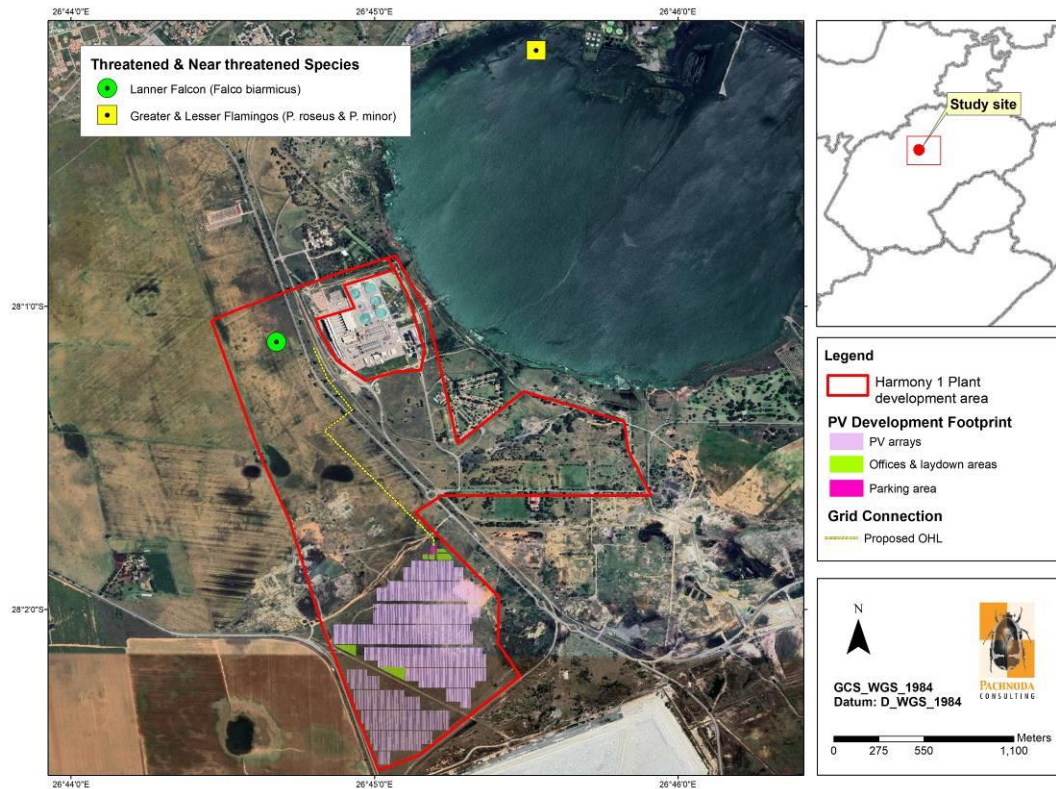 26°44'0"E
26°45'0"E
26°46'0"E
Threatened & Near threatened Species
Lanner Falcon (Falco biarmicus)
Greater & Lesser Flamingos (P. roseus & P. minor)
28°1'0"S
28°2'0"S
26°44'0"E
26°45'0"E
26°46'0"E
Study site
Legend
Harmony 1 Plant
development area
PV Development Footprint
PV arrays
Offices & laydown areas
Parking area
Grid Connection
Proposed OHL
N
PACHNODA
CONSULTING
GCS_WGS_1984
Datum: D_WGS_1984
Meters
0 275 550 1,100